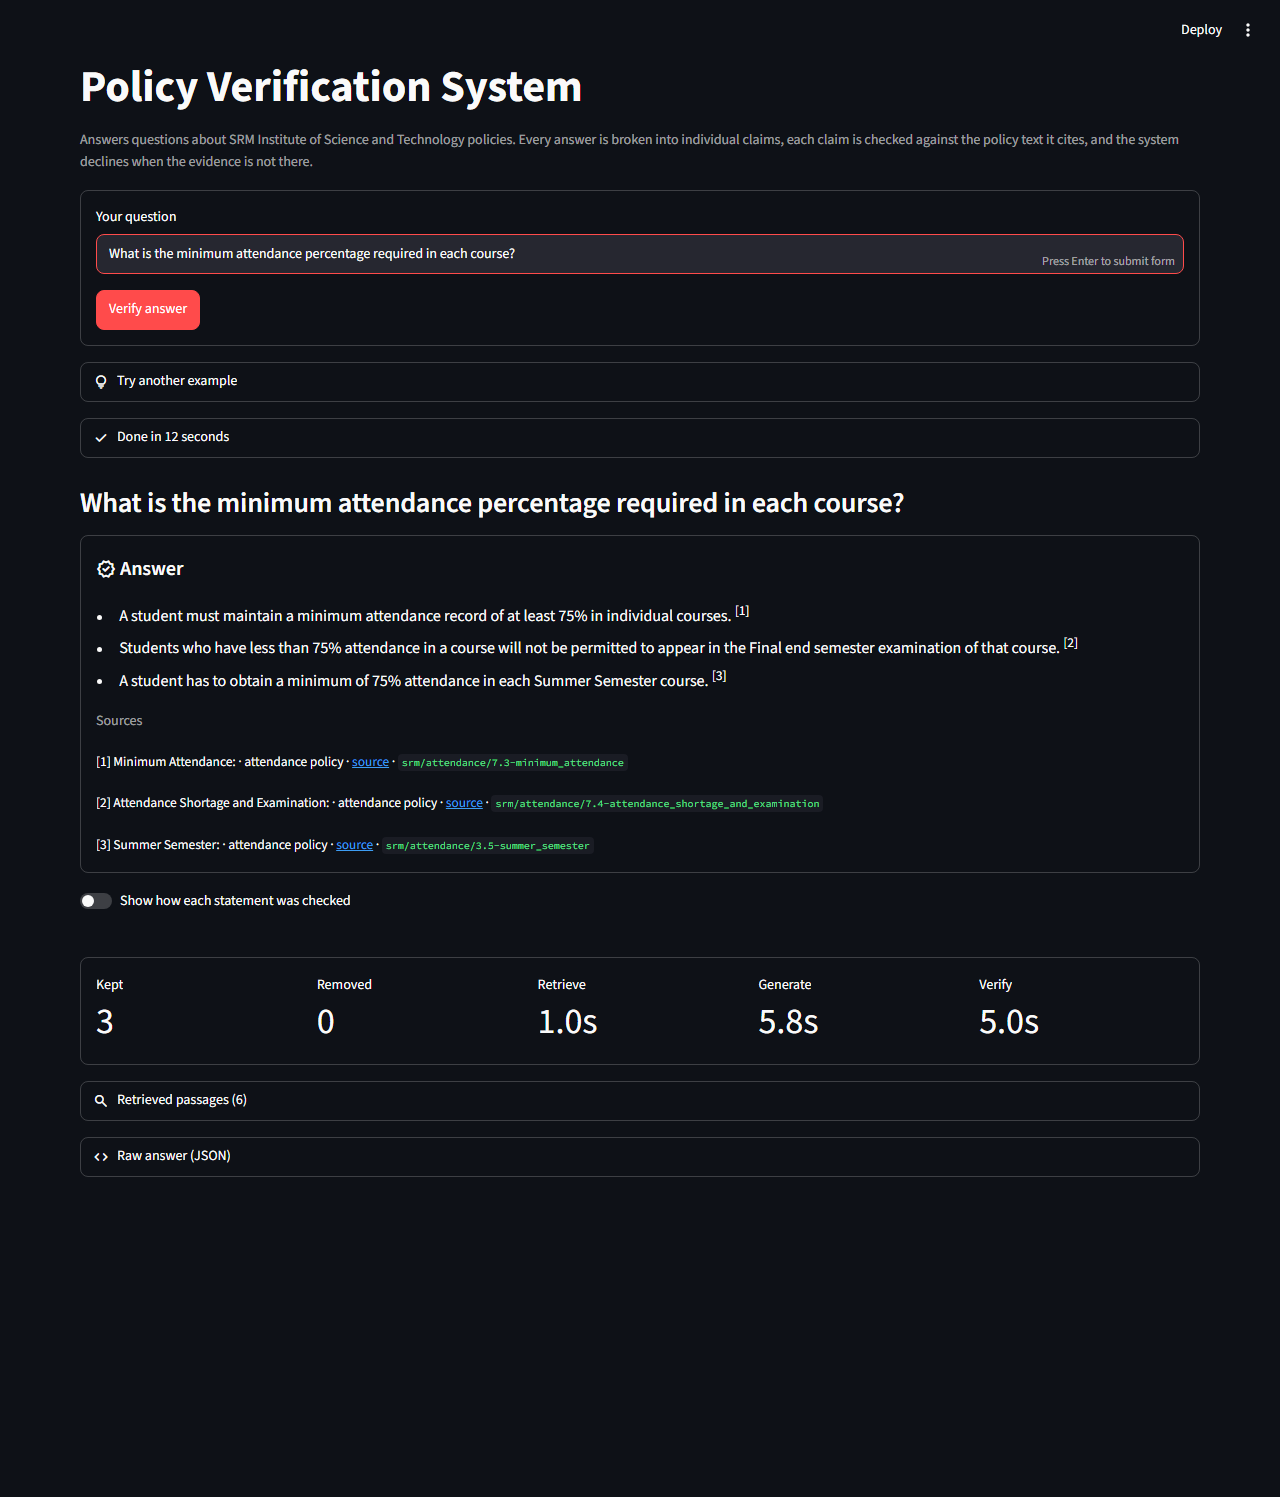 Deploy
Policy Verification System
Answers questions about SRM Institute of Science and Technology policies. Every answer is broken into individual claims, each claim is checked against the policy text it cites, and the system
declines when the evidence is not there.
Your question
What is the minimum attendance percentage required in each course?
Press Enter to submit form
Verify answer
Try another example
Done in 12 seconds
What is the minimum attendance percentage required in each course?
Answer
• A student must maintain a minimum attendance record of at least 75% in individual courses. [1]
• Students who have less than 75% attendance in a course will not be permitted to appear in the Final end semester examination of that course. [2]
• A student has to obtain a minimum of 75% attendance in each Summer Semester course. [3]
Sources
[1] Minimum Attendance: · attendance policy · source · srm/attendance/7.3-minimum_attendance
[2] Attendance Shortage and Examination: · attendance policy · source · srm/attendance/7.4-attendance_shortage_and_examination
[3] Summer Semester: · attendance policy · source · srm/attendance/3.5-summer_semester
Show how each statement was checked
Kept Removed Retrieve Generate Verify
3 0 1.0s 5.8s 5.0s
Retrieved passages (6)
Raw answer (JSON)